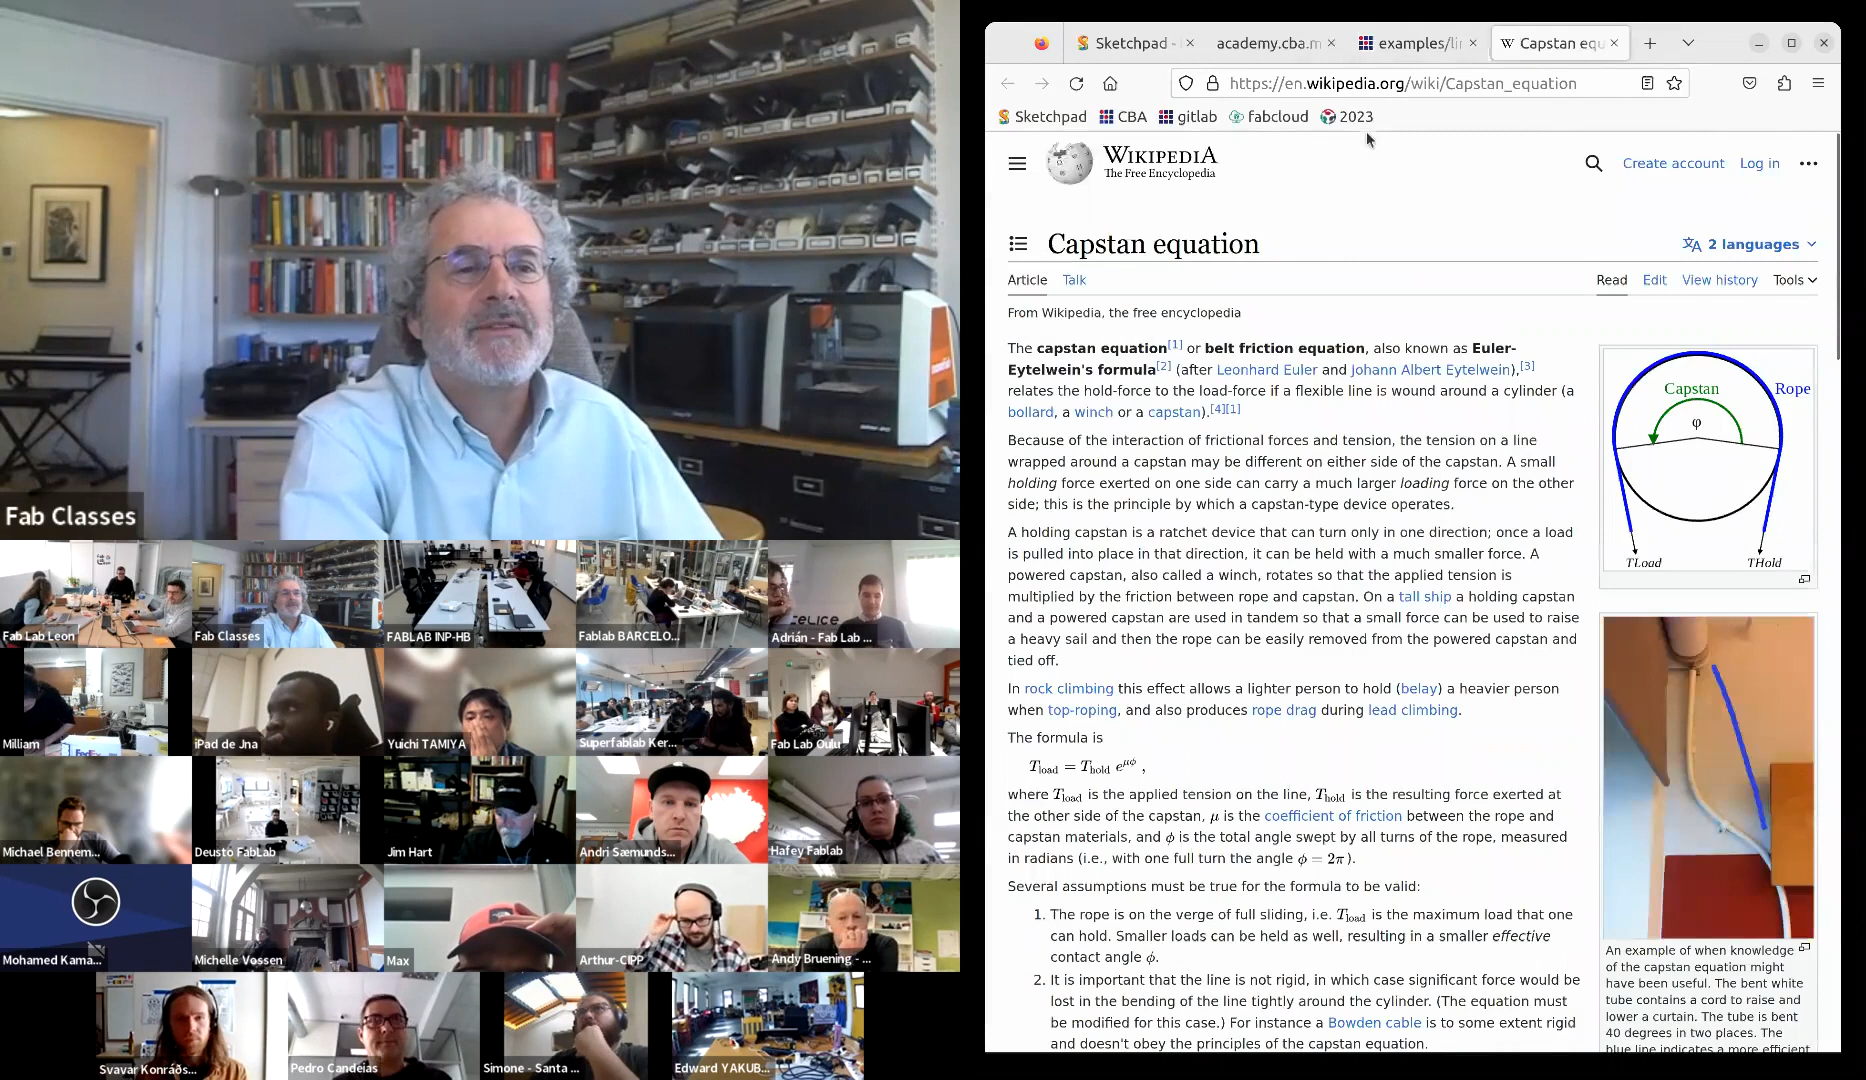 Fab Classes
Fab Lab Leon
Fab Classes
FABLAB INP-HB
Fablab BARCELO...
Adrián - Fab Lab ...
Milliam
iPad de Jna
Yuichi TAMIYA
Superfablab Ker...
Fab Lab Oulu
Michael Bennem...
Deusto FabLab
Jim Hart
Andri Sæmunds...
Hafey Fablab
Mohamed Kama...
Michelle Vossen
Max
Arthur-CIPP
Andy Bruening - ...
Svavar Konráðs...
Pedro Candeias
Simone - Santa ...
Edward YAKUB...
Sketchpad -
academy.cba.m
examples/lir
W Capstan equ
https://en.wikipedia.org/wiki/Capstan_equation
Sketchpad CBA gitlab fabcloud 2023
WIKIPEDIA
The Free Encyclopedia
Create account Log in
Capstan equation
2 languages
Article Talk
Read Edit View history Tools
From Wikipedia, the free encyclopedia
The capstan equation[1] or belt friction equation, also known as Euler-
Eytelwein's formula[2] (after Leonhard Euler and Johann Albert Eytelwein),[3]
relates the hold-force to the load-force if a flexible line is wound around a cylinder (a
bollard, a winch or a capstan).[4][1]
Because of the interaction of frictional forces and tension, the tension on a line
wrapped around a capstan may be different on either side of the capstan. A small
holding force exerted on one side can carry a much larger loading force on the other
side; this is the principle by which a capstan-type device operates.
A holding capstan is a ratchet device that can turn only in one direction; once a load
is pulled into place in that direction, it can be held with a much smaller force. A
powered capstan, also called a winch, rotates so that the applied tension is
multiplied by the friction between rope and capstan. On a tall ship a holding capstan
and a powered capstan are used in tandem so that a small force can be used to raise
a heavy sail and then the rope can be easily removed from the powered capstan and
tied off.
In rock climbing this effect allows a lighter person to hold (belay) a heavier person
when top-roping, and also produces rope drag during lead climbing.
The formula is
T_load = T_hold e^μφ ,
where T_load is the applied tension on the line, T_hold is the resulting force exerted at
the other side of the capstan, μ is the coefficient of friction between the rope and
capstan materials, and ϕ is the total angle swept by all turns of the rope, measured
in radians (i.e., with one full turn the angle ϕ = 2π).
Several assumptions must be true for the formula to be valid:
1. The rope is on the verge of full sliding, i.e. T_load is the maximum load that one
can hold. Smaller loads can be held as well, resulting in a smaller effective
contact angle ϕ.
2. It is important that the line is not rigid, in which case significant force would be
lost in the bending of the line tightly around the cylinder. (The equation must
be modified for this case.) For instance a Bowden cable is to some extent rigid
and doesn't obey the principles of the capstan equation.
Capstan
Rope
φ
TLoad
THold
An example of when knowledge
of the capstan equation might
have been useful. The bent white
tube contains a cord to raise and
lower a curtain. The tube is bent
40 degrees in two places. The
blue line indicates a more efficient